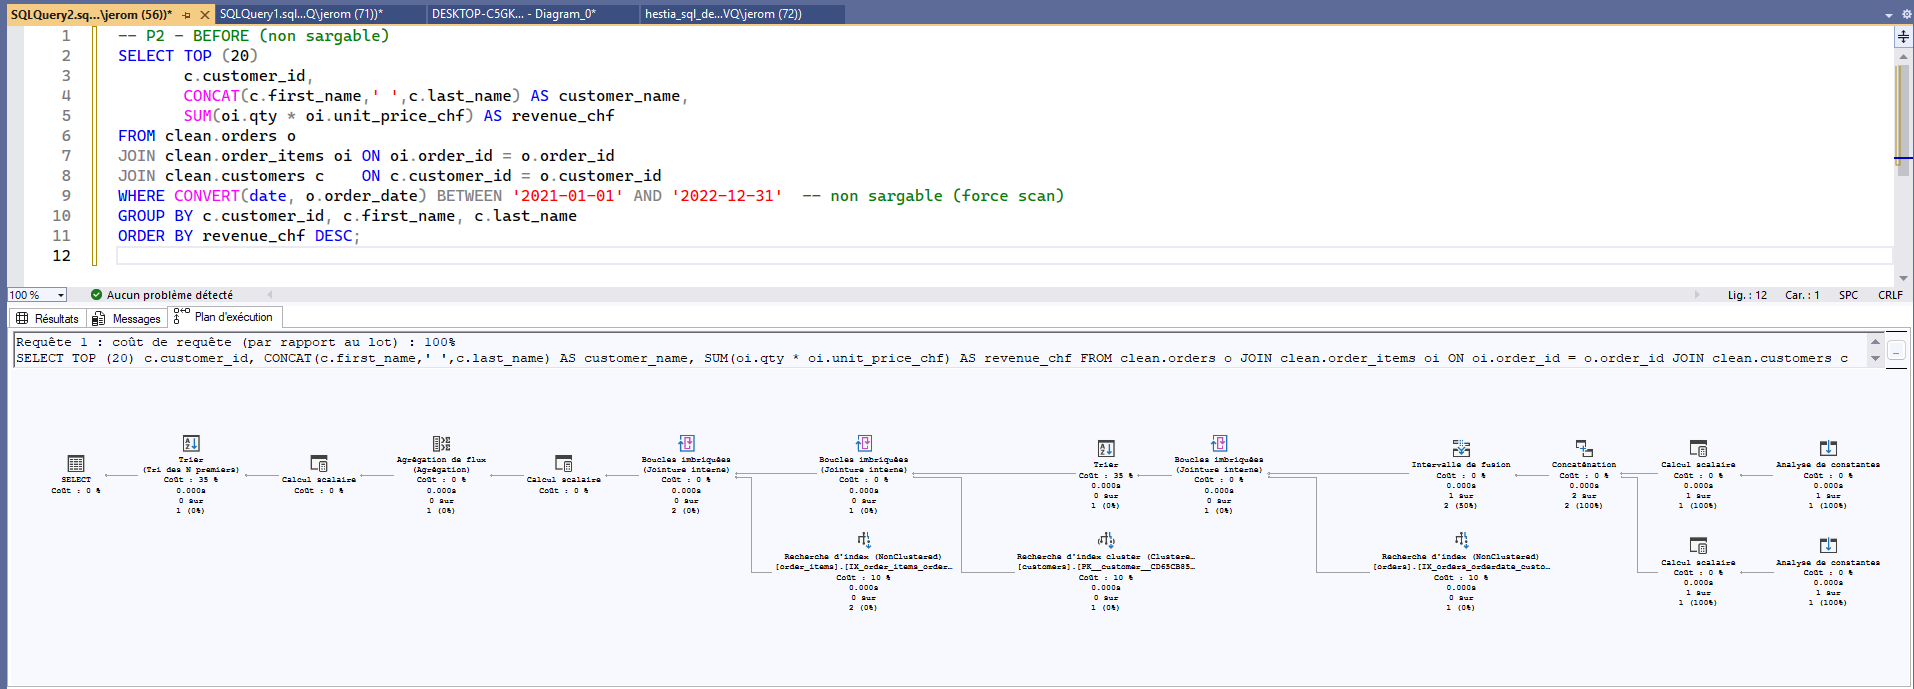 SQLQuery2.sq...\jerom (56))*
SQLQuery1.sql...Q\jerom (71))*
DESKTOP-C5GK... - Diagram_0*
hestia_sql_de...VQ\jerom (72))
1 -- P2 - BEFORE (non sargable)
2 SELECT TOP (20)
3 c.customer_id,
4 CONCAT(c.first_name,' ',c.last_name) AS customer_name,
5 SUM(oi.qty * oi.unit_price_chf) AS revenue_chf
6 FROM clean.orders o
7 JOIN clean.order_items oi ON oi.order_id = o.order_id
8 JOIN clean.customers c    ON c.customer_id = o.customer_id
9 WHERE CONVERT(date, o.order_date) BETWEEN '2021-01-01' AND '2022-12-31'  -- non sargable (force scan)
10 GROUP BY c.customer_id, c.first_name, c.last_name
11 ORDER BY revenue_chf DESC;
12
100 %
Aucun problème détecté
Lig. : 12
Car. : 1
SPC
CRLF
Résultats
Messages
Plan d'exécution
Requête 1 : coût de requête (par rapport au lot) : 100%
SELECT TOP (20) c.customer_id, CONCAT(c.first_name,' ',c.last_name) AS customer_name, SUM(oi.qty * oi.unit_price_chf) AS revenue_chf FROM clean.orders o JOIN clean.order_items oi ON oi.order_id = o.order_id JOIN clean.customers c
SELECT
Coût : 0 %
Trier
(Tri des N premiers)
Coût : 35 %
0.000s
0 sur
1 (0%)
Calcul scalaire
Coût : 0 %
Agrégation de flux
(Agrégation)
Coût : 0 %
0.000s
0 sur
1 (0%)
Calcul scalaire
Coût : 0 %
Boucles imbriquées
(Jointure interne)
Coût : 0 %
0.000s
0 sur
2 (0%)
Boucles imbriquées
(Jointure interne)
Coût : 0 %
0.000s
0 sur
1 (0%)
Trier
Coût : 35 %
0.000s
0 sur
1 (0%)
Boucles imbriquées
(Jointure interne)
Coût : 0 %
0.000s
0 sur
1 (0%)
Intervalle de fusion
Coût : 0 %
0.000s
1 sur
2 (50%)
Concaténation
Coût : 0 %
0.000s
2 sur
2 (100%)
Calcul scalaire
Coût : 0 %
0.000s
1 sur
1 (100%)
Analyse de constantes
Coût : 0 %
0.000s
1 sur
1 (100%)
Recherche d'index (NonClustered)
[order_items].[IX_order_items_order...
Coût : 10 %
0.000s
0 sur
2 (0%)
Recherche d'index cluster (Clustere...
[customers].[PK__customer__CD65CB85...
Coût : 10 %
0.000s
0 sur
1 (0%)
Recherche d'index (NonClustered)
[orders].[IX_orders_orderdate_custo...
Coût : 10 %
0.000s
0 sur
1 (0%)
Calcul scalaire
Coût : 0 %
0.000s
1 sur
1 (100%)
Analyse de constantes
Coût : 0 %
0.000s
1 sur
1 (100%)